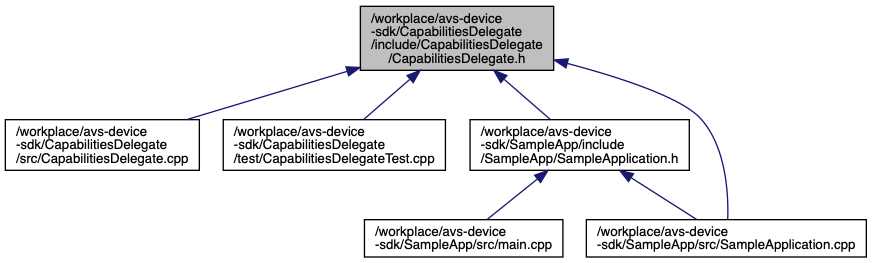 /workplace/avs-device
-sdk/CapabilitiesDelegate
/include/CapabilitiesDelegate
/CapabilitiesDelegate.h
/workplace/avs-device
-sdk/CapabilitiesDelegate
/src/CapabilitiesDelegate.cpp
/workplace/avs-device
-sdk/CapabilitiesDelegate
/test/CapabilitiesDelegateTest.cpp
/workplace/avs-device
-sdk/SampleApp/include
/SampleApp/SampleApplication.h
/workplace/avs-device
-sdk/SampleApp/src/main.cpp
/workplace/avs-device
-sdk/SampleApp/src/SampleApplication.cpp